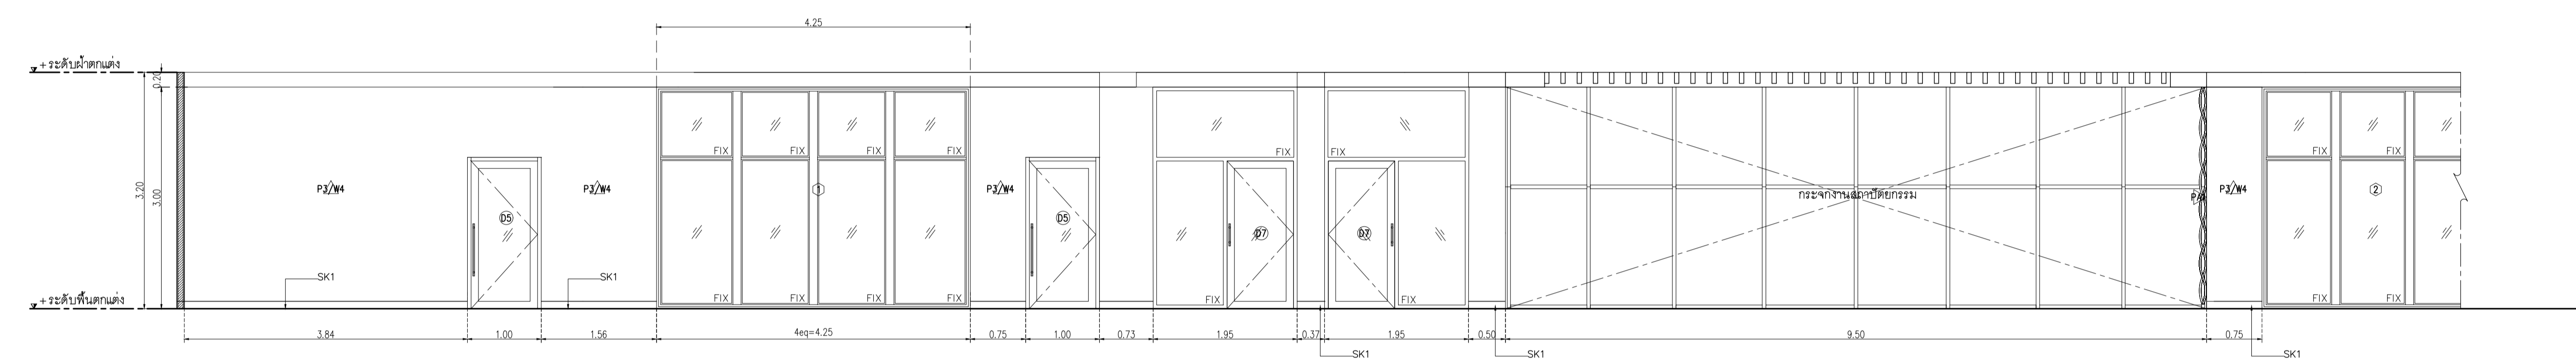 4.25
+ระดับฝ้าตกแต่ง
0.20
3.20
3.00
FIX FIX FIX FIX FIX FIX FIX FIX
P3/W4 P3/W4 1 P3/W4 กระจกงานสถาปัตยกรรม P3/W4 2
D5 D5 D7 D7
SK1 SK1
+ระดับพื้นตกแต่ง
FIX FIX FIX FIX FIX FIX FIX FIX
3.84 1.00 1.56 4eq=4.25 0.75 1.00 0.73 1.95 0.37 1.95 0.50 9.50 0.75
SK1 SK1 SK1